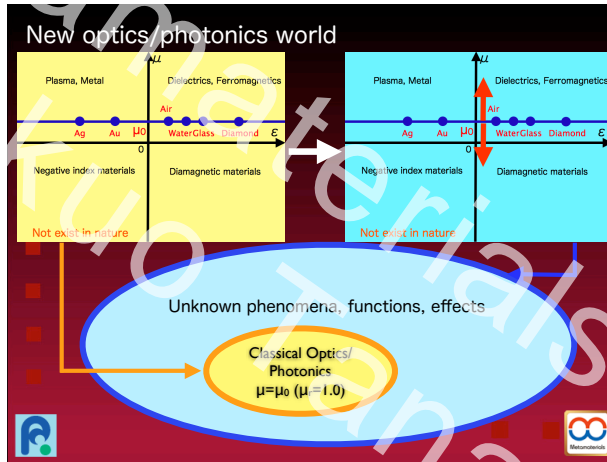 New optics/photonics world
μ
Plasma, Metal
Dielectrics, Ferromagnetics
Air
μ₀
ε
Ag
Au
Water
Glass
Diamond
0
Negative index materials
Diamagnetic materials
Not exist in nature
μ
Plasma, Metal
Dielectrics, Ferromagnetics
Air
μ₀
ε
Ag
Au
Water
Glass
Diamond
0
Negative index materials
Diamagnetic materials
Not exist in nature
Unknown phenomena, functions, effects
Classical Optics/
Photonics
μ=μ₀ (μᵣ=1.0)
Metamaterials